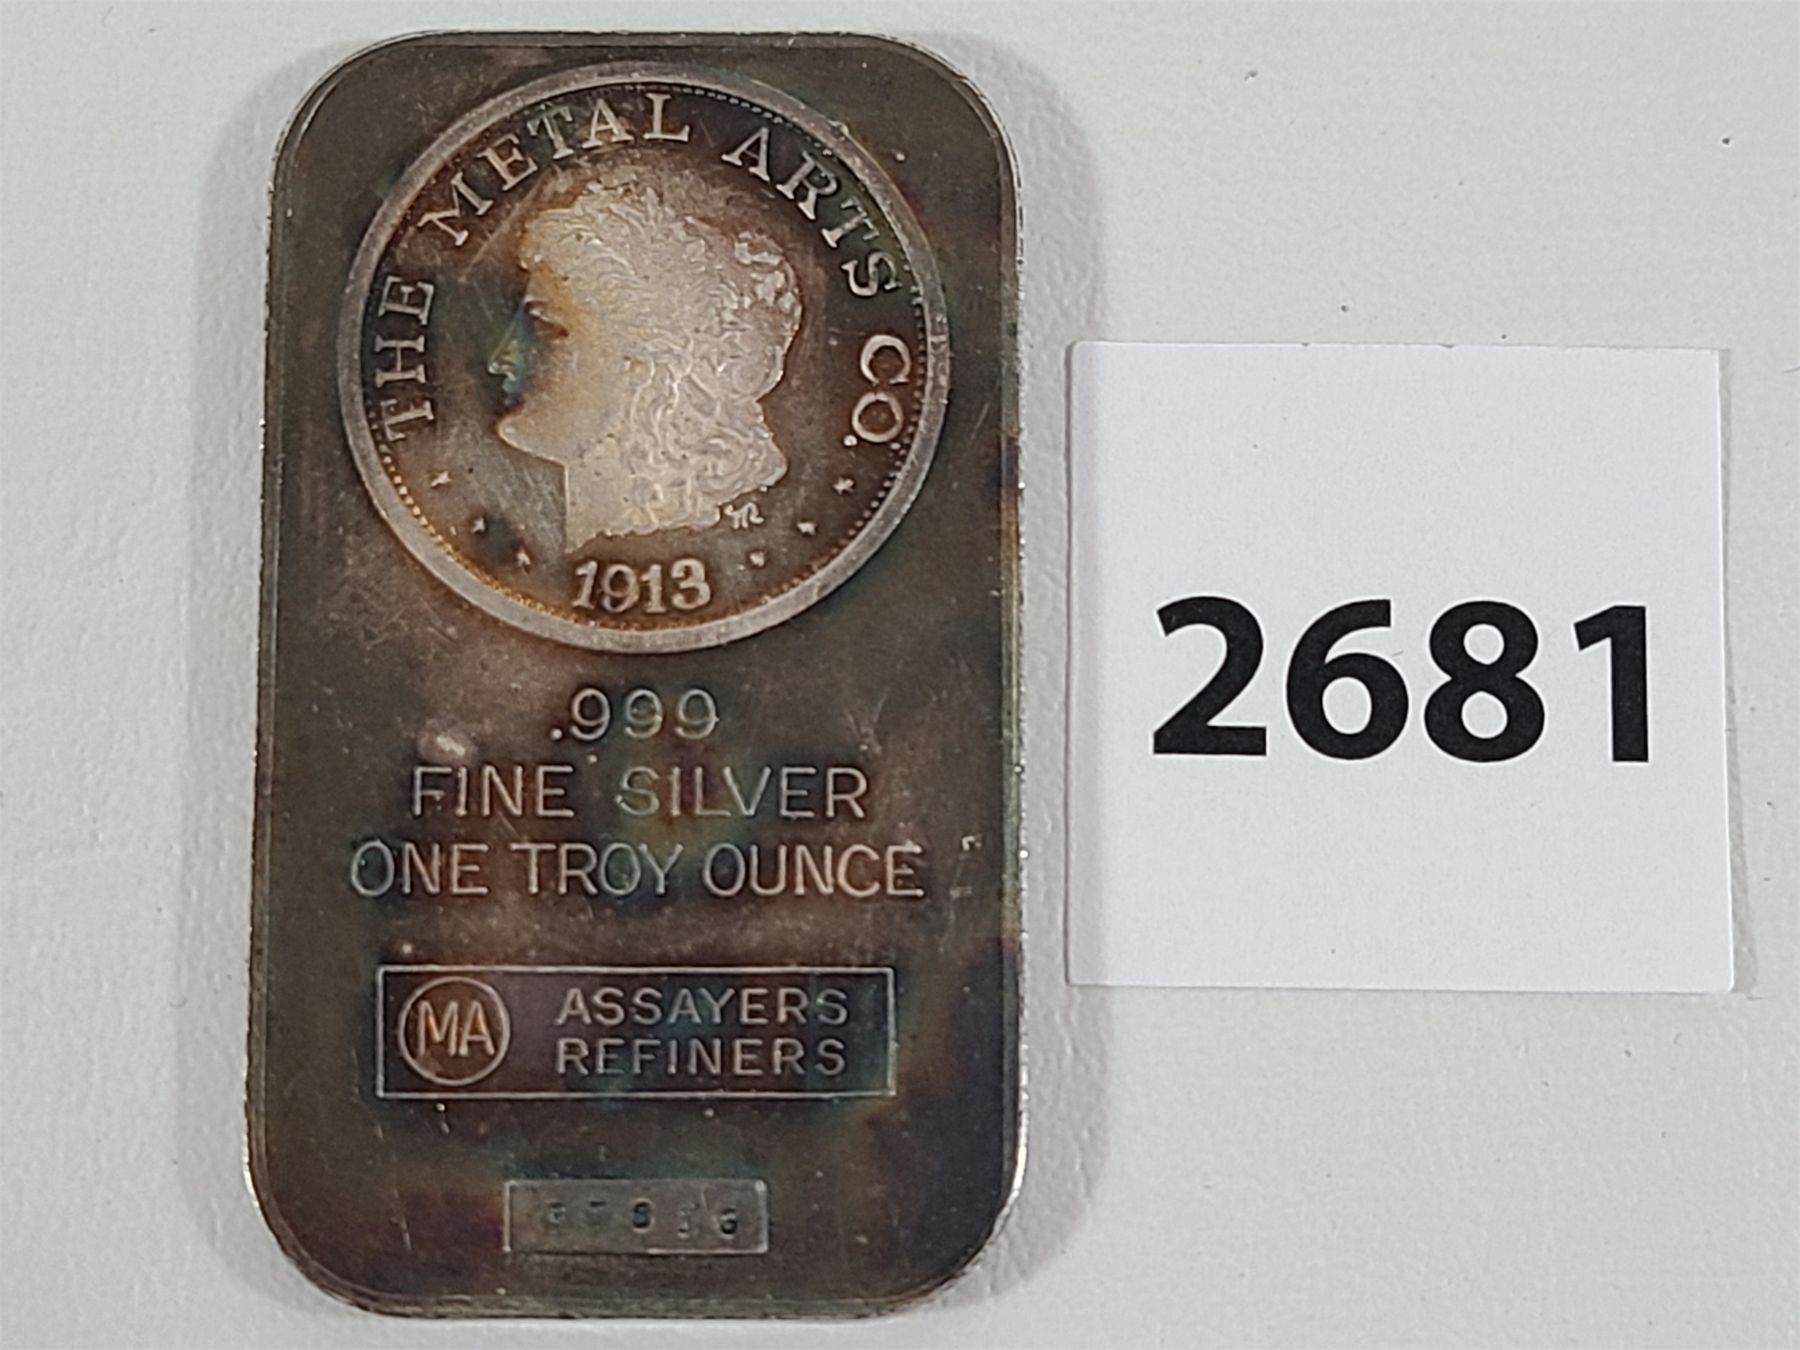 THE METAL ARTS CO.
1913
.999
FINE SILVER
ONE TROY OUNCE
MA
ASSAYERS
REFINERS
2681